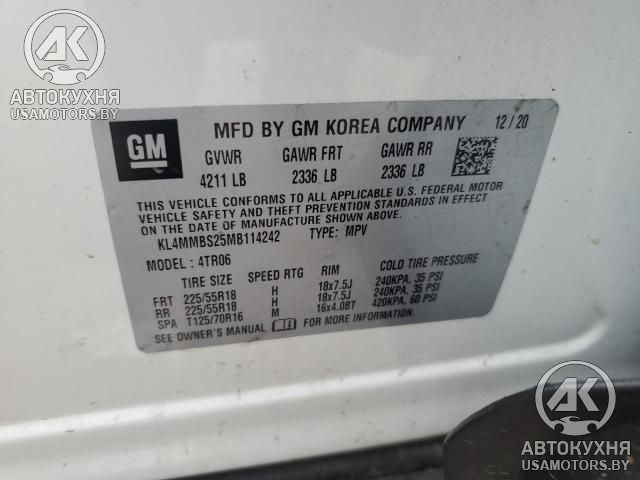 AK
АВТОКУХНЯ
USAMOTORS.BY
GM
MFD BY GM KOREA COMPANY 12/20
GVWR GAWR FRT GAWR RR
4211 LB 2336 LB 2336 LB
THIS VEHICLE CONFORMS TO ALL APPLICABLE U.S. FEDERAL MOTOR
VEHICLE SAFETY AND THEFT PREVENTION STANDARDS IN EFFECT
ON THE DATE OF MANUFACTURE SHOWN ABOVE.
KL4MMBS25MB114242 TYPE: MPV
MODEL: 4TR06
TIRE SIZE SPEED RTG RIM COLD TIRE PRESSURE
FRT 225/55R18 H 18x7.5J 240KPA, 35 PSI
RR 225/55R18 H 18x7.5J 240KPA, 35 PSI
SPA T125/70R16 M 16x4.0BT 420KPA, 60 PSI
SEE OWNER'S MANUAL FOR MORE INFORMATION.
AK
АВТОКУХНЯ
USAMOTORS.BY